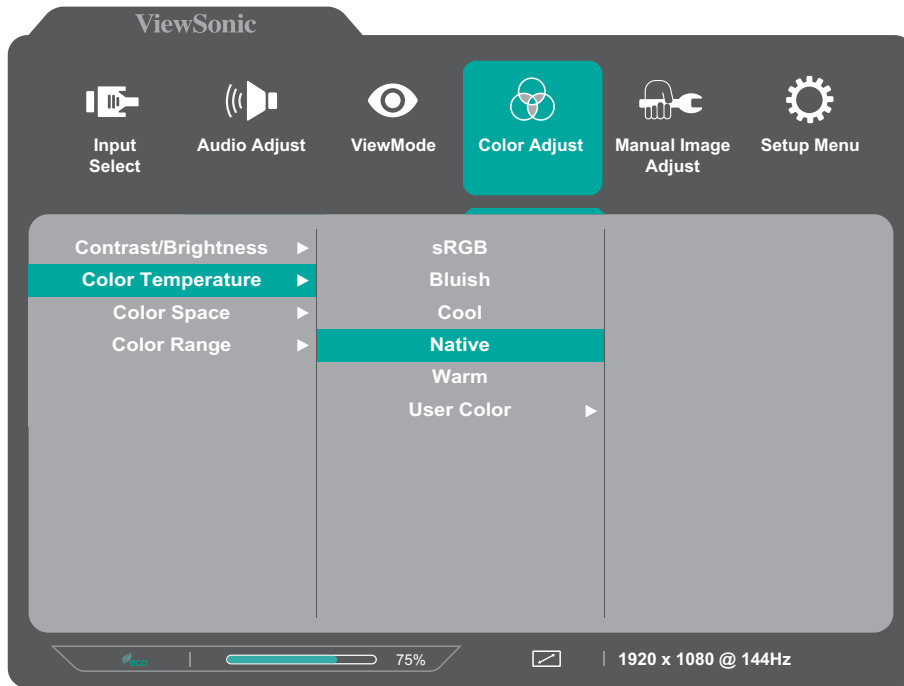 ViewSonic
Input
Select
Audio Adjust
ViewMode
Color Adjust
Manual Image
Adjust
Setup Menu
Contrast/Brightness
Color Temperature
Color Space
Color Range
sRGB
Bluish
Cool
Native
Warm
User Color
eco
75%
1920 x 1080 @ 144Hz